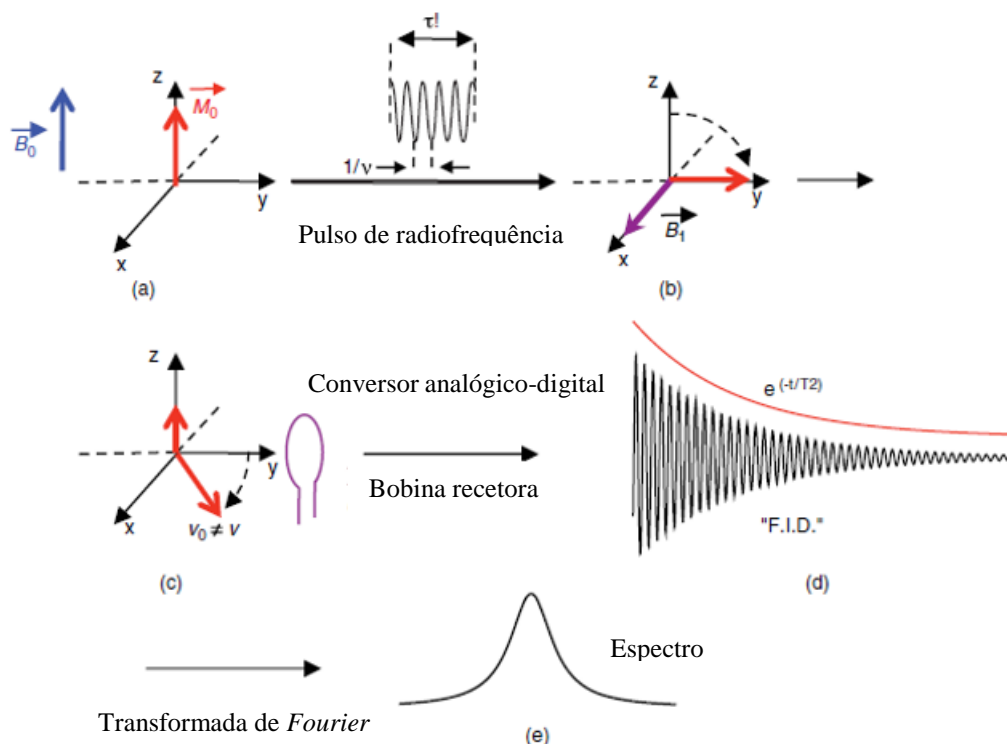 τ!
z
M₀
B₀
1/ν
y
x
Pulso de radiofrequência
(a)
z
y
B₁
x
(b)
z
y
x
ν₀ ≠ ν
(c)
Conversor analógico-digital
Bobina recetora
e^(-t/T2)
"F.I.D."
(d)
Transformada de Fourier
Espectro
(e)